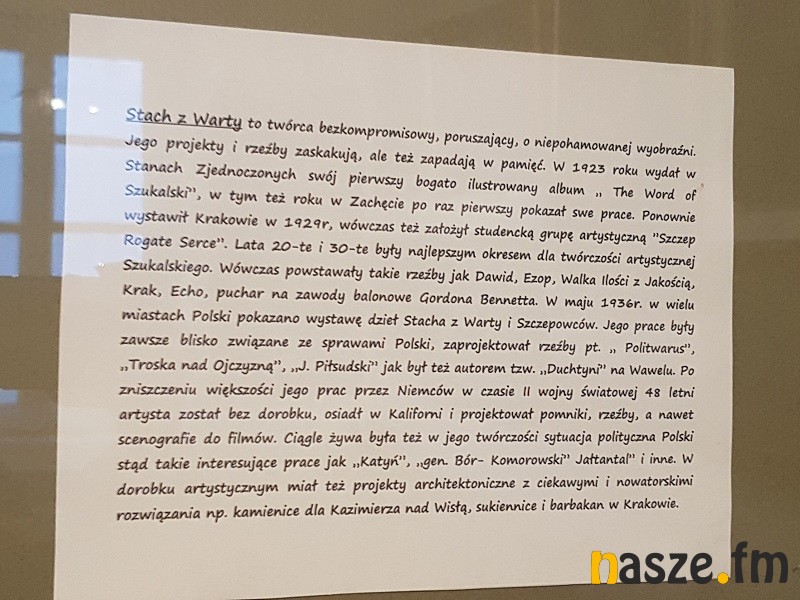 Stach z Warty to twórca bezkompromisowy, poruszający, o niepohamowanej wyobraźni.
Jego projekty i rzeźby zaskakują, ale też zapadają w pamięć. W 1923 roku wydał w
Stanach Zjednoczonych swój pierwszy bogato ilustrowany album „ The Word of
Szukalski”, w tym też roku w Zachęcie po raz pierwszy pokazał swe prace. Ponownie
wystawił Krakowie w 1929r, wówczas też założył studencką grupę artystyczną ”Szczep
Rogate Serce”. Lata 20-te i 30-te były najlepszym okresem dla twórczości artystycznej
Szukalskiego. Wówczas powstawały takie rzeźby jak Dawid, Ezop, Walka Ilości z Jakością,
Krak, Echo, puchar na zawody balonowe Gordona Bennetta. W maju 1936r. w wielu
miastach Polski pokazano wystawę dzieł Stacha z Warty i Szczepowców. Jego prace były
zawsze blisko związane ze sprawami Polski, zaprojektował rzeźby pt. „ Politwarus”,
„Troska nad Ojczyzną”, „J. Piłsudski” jak był też autorem tzw. „Duchtyni” na Wawelu. Po
zniszczeniu większości jego prac przez Niemców w czasie II wojny światowej 48 letni
artysta został bez dorobku, osiadł w Kaliforni i projektował pomniki, rzeźby, a nawet
scenografie do filmów. Ciągle żywa była też w jego twórczości sytuacja polityczna Polski
stąd takie interesujące prace jak „Katyń”, „gen. Bór- Komorowski” Jałtantal” i inne. W
dorobku artystycznym miał też projekty architektoniczne z ciekawymi i nowatorskimi
rozwiązania np. kamienice dla Kazimierza nad Wisłą, sukiennice i barbakan w Krakowie.
nasze.fm